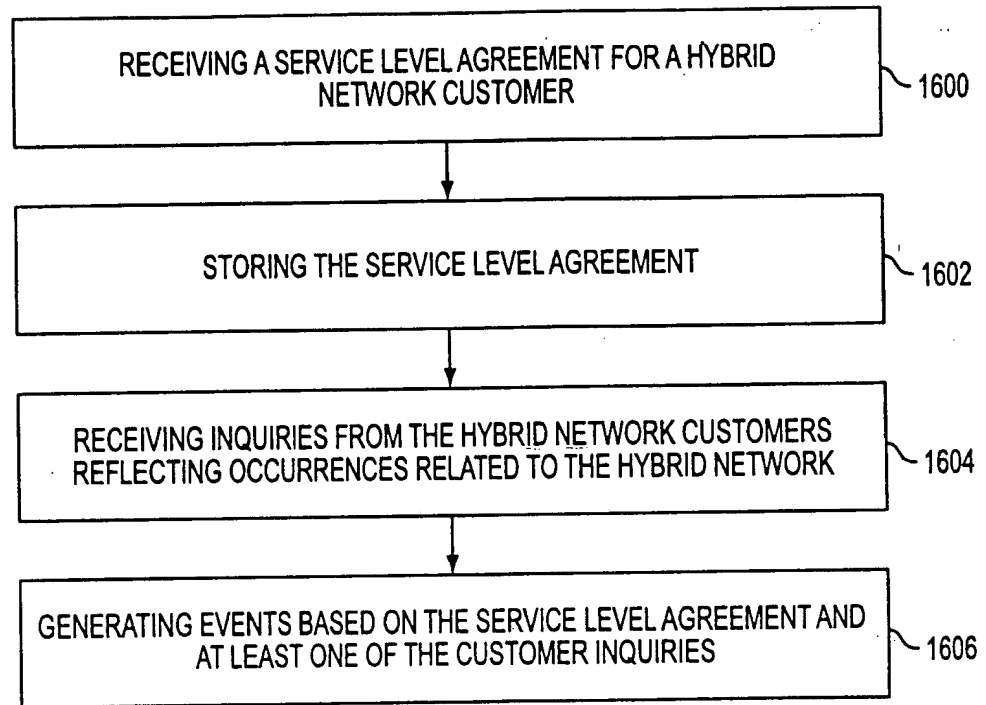 RECEIVING A SERVICE LEVEL AGREEMENT FOR A HYBRID
NETWORK CUSTOMER
1600
STORING THE SERVICE LEVEL AGREEMENT
1602
RECEIVING INQUIRIES FROM THE HYBRID NETWORK CUSTOMERS
REFLECTING OCCURRENCES RELATED TO THE HYBRID NETWORK
1604
GENERATING EVENTS BASED ON THE SERVICE LEVEL AGREEMENT AND
AT LEAST ONE OF THE CUSTOMER INQUIRIES
1606